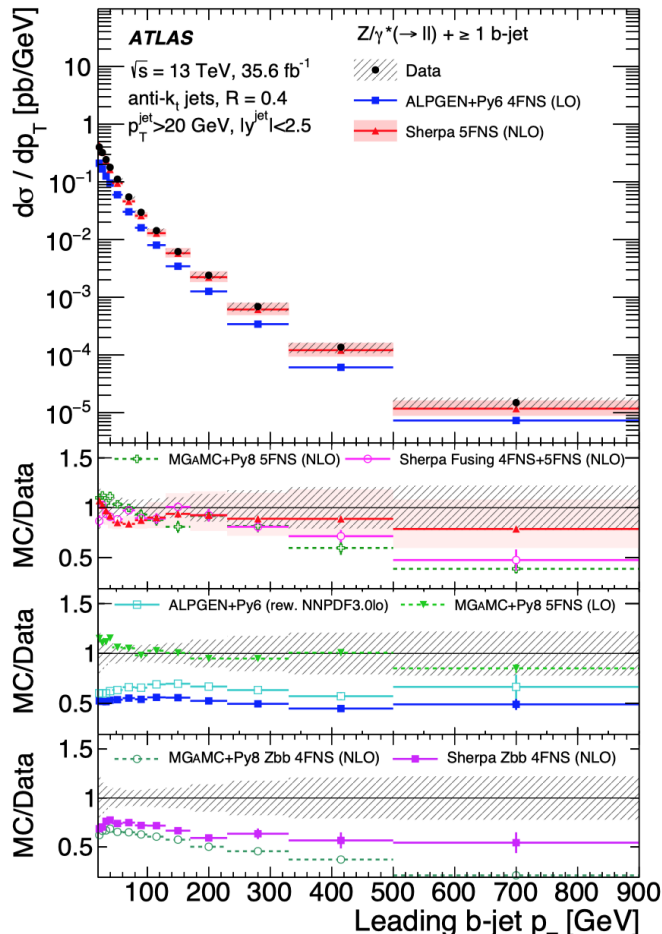 ATLAS
√s = 13 TeV, 35.6 fb⁻¹
anti-kₜ jets, R = 0.4
p_T^jet>20 GeV, |y^jet|<2.5
Z/γ*(→ ll) + ≥ 1 b-jet
Data
ALPGEN+Py6 4FNS (LO)
Sherpa 5FNS (NLO)
dσ / dp_T [pb/GeV]
10
1
10⁻¹
10⁻²
10⁻³
10⁻⁴
10⁻⁵
MGAMC+Py8 5FNS (NLO)
Sherpa Fusing 4FNS+5FNS (NLO)
MC/Data
1.5
1
0.5
ALPGEN+Py6 (rew. NNPDF3.0lo)
MGAMC+Py8 5FNS (LO)
MC/Data
1.5
1
0.5
MGAMC+Py8 Zbb 4FNS (NLO)
Sherpa Zbb 4FNS (NLO)
MC/Data
1.5
1
0.5
100 200 300 400 500 600 700 800 900
Leading b-jet p [GeV]